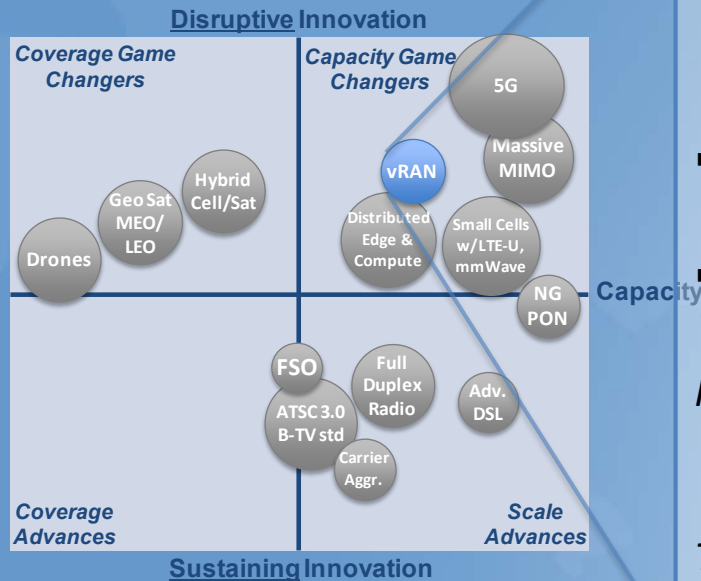 Disruptive Innovation
Coverage Game
Changers
Capacity Game
Changers
5G
Massive
MIMO
vRAN
Hybrid
Cell/Sat
Geo Sat
MEO/
LEO
Drones
Distributed
Edge &
Compute
Small Cells
w/LTE-U,
mmWave
NG
PON
Capacity
FSO
Full
Duplex
Radio
Adv.
DSL
ATSC 3.0
B-TV std
Carrier
Aggr.
Coverage
Advances
Scale
Advances
Sustaining Innovation